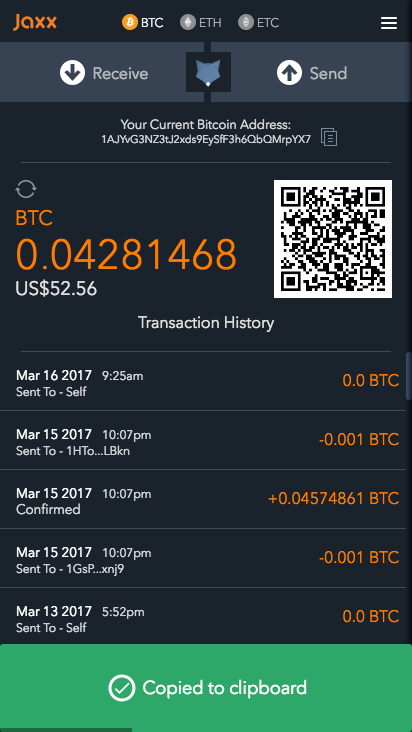 Jaxx
BTC ETH ETC
Receive Send
Your Current Bitcoin Address:
1AJYvG3NZ3tJ2xds9EySfF3h6QbQMrpYX7
BTC
0.04281468
US$52.56
Transaction History
Mar 16 2017 9:25am
0.0 BTC
Sent To - Self
Mar 15 2017 10:07pm
-0.001 BTC
Sent To - 1HTo...LBkn
Mar 15 2017 10:07pm
+0.04574861 BTC
Confirmed
Mar 15 2017 10:07pm
-0.001 BTC
Sent To - 1GsP...xnj9
Mar 13 2017 5:52pm
0.0 BTC
Sent To - Self
Copied to clipboard